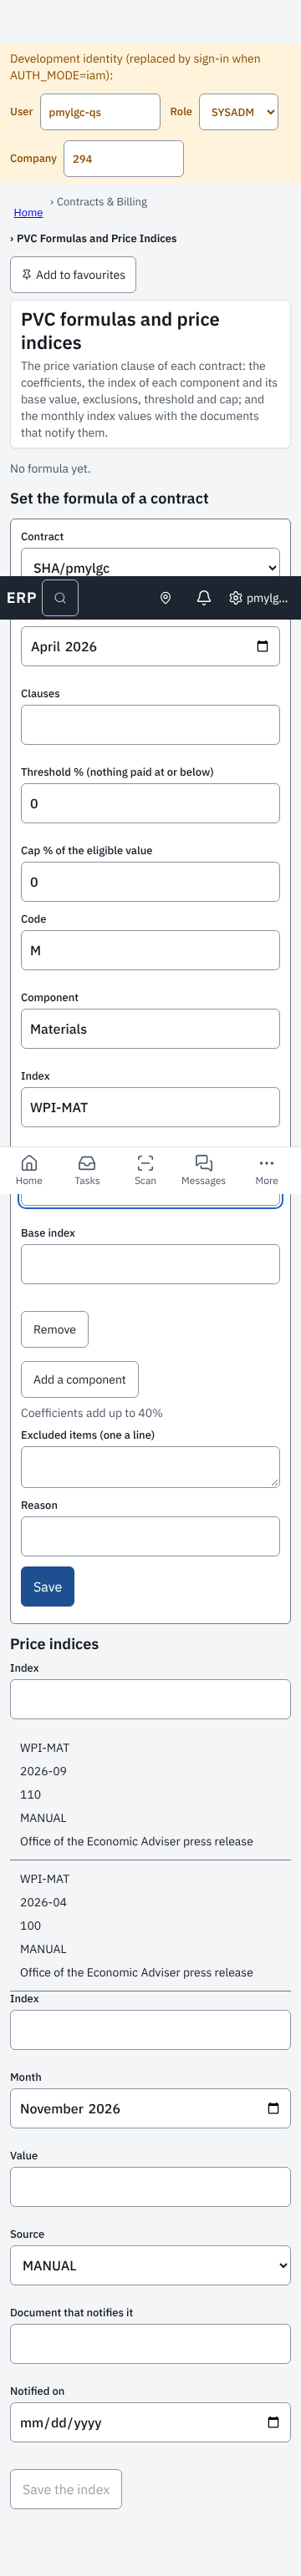 Development identity (replaced by sign-in when
AUTH_MODE=iam):
User pmylgc-qs Role SYSADM
Company 294
Home › Contracts & Billing
› PVC Formulas and Price Indices
Add to favourites
PVC formulas and price
indices
The price variation clause of each contract: the
coefficients, the index of each component and its
base value, exclusions, threshold and cap; and
the monthly index values with the documents
that notify them.
No formula yet.
Set the formula of a contract
Contract
SHA/pmylgc
ERP pmylg...
April 2026
Clauses
Threshold % (nothing paid at or below)
0
Cap % of the eligible value
0
Code
M
Component
Materials
Index
WPI-MAT
Home Tasks Scan Messages More
Base index
Remove
Add a component
Coefficients add up to 40%
Excluded items (one a line)
Reason
Save
Price indices
Index
WPI-MAT
2026-09
110
MANUAL
Office of the Economic Adviser press release
WPI-MAT
2026-04
100
MANUAL
Office of the Economic Adviser press release
Index
Month
November 2026
Value
Source
MANUAL
Document that notifies it
Notified on
mm/dd/yyyy
Save the index